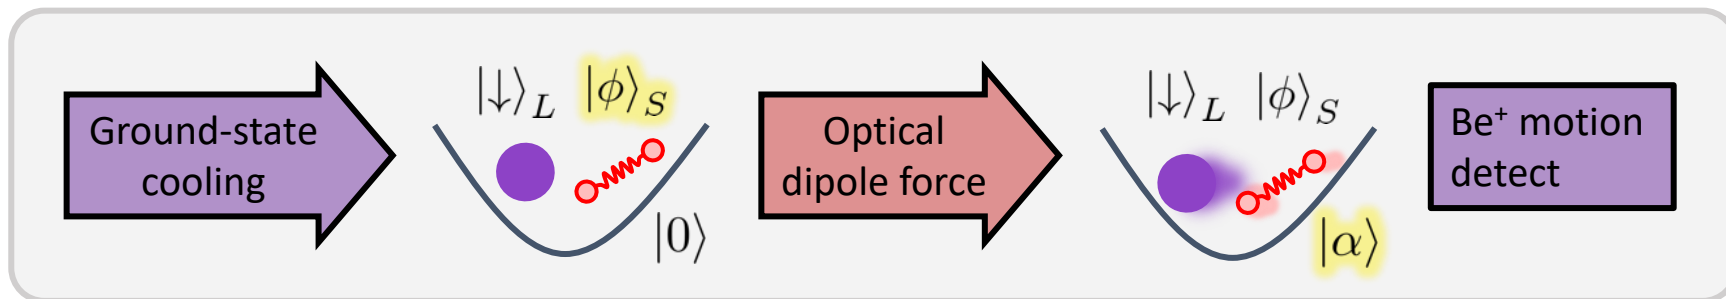 Ground-state
cooling
|↓⟩_L |ϕ⟩_S
|0⟩
Optical
dipole force
|↓⟩_L |ϕ⟩_S
|α⟩
Be⁺ motion
detect